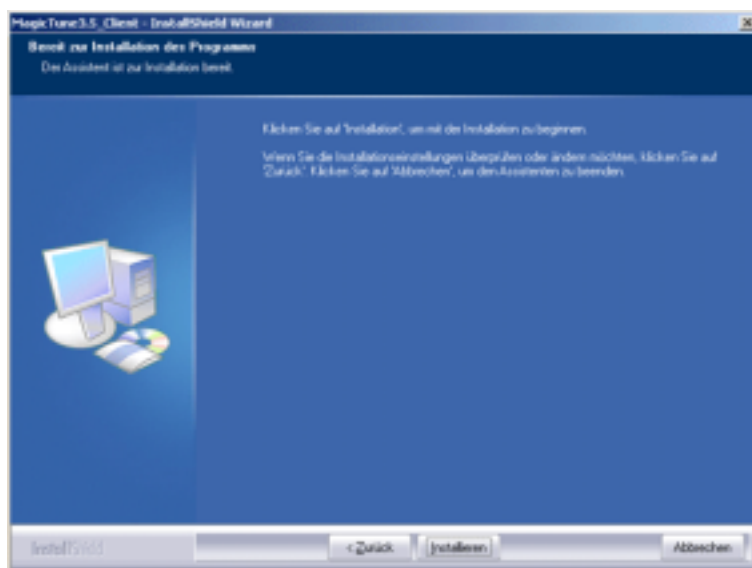 MagicTune3.5_Client - InstallShield Wizard
Bereit zur Installation des Programms
Der Assistent ist zur Installation bereit.
Klicken Sie auf 'Installation', um mit der Installation zu beginnen.
Wenn Sie die Installationseinstellungen überprüfen oder ändern möchten, klicken Sie auf
'Zurück'. Klicken Sie auf 'Abbrechen', um den Assistenten zu beenden.
InstallShield
< Zurück
Installieren
Abbrechen